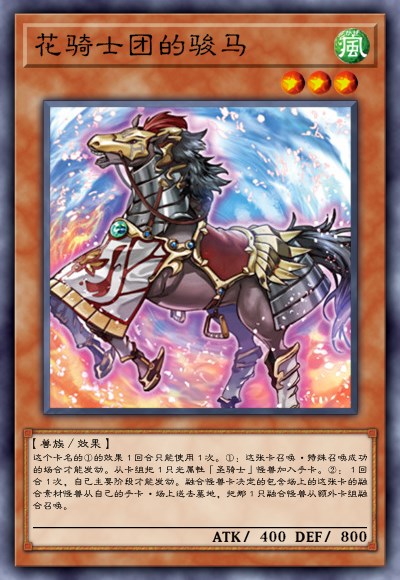 花骑士团的骏马
風
【兽族／效果】
这个卡名的①的效果1回合只能使用1次。①：这张卡召唤・特殊召唤成功
的场合才能发动。从卡组把1只光属性「圣骑士」怪兽加入手卡。②：1回
合1次，自己主要阶段才能发动。融合怪兽卡决定的包含场上的这张卡的融
合素材怪兽从自己的手卡・场上送去墓地，把那1只融合怪兽从额外卡组融
合召唤。
ATK/ 400 DEF/ 800